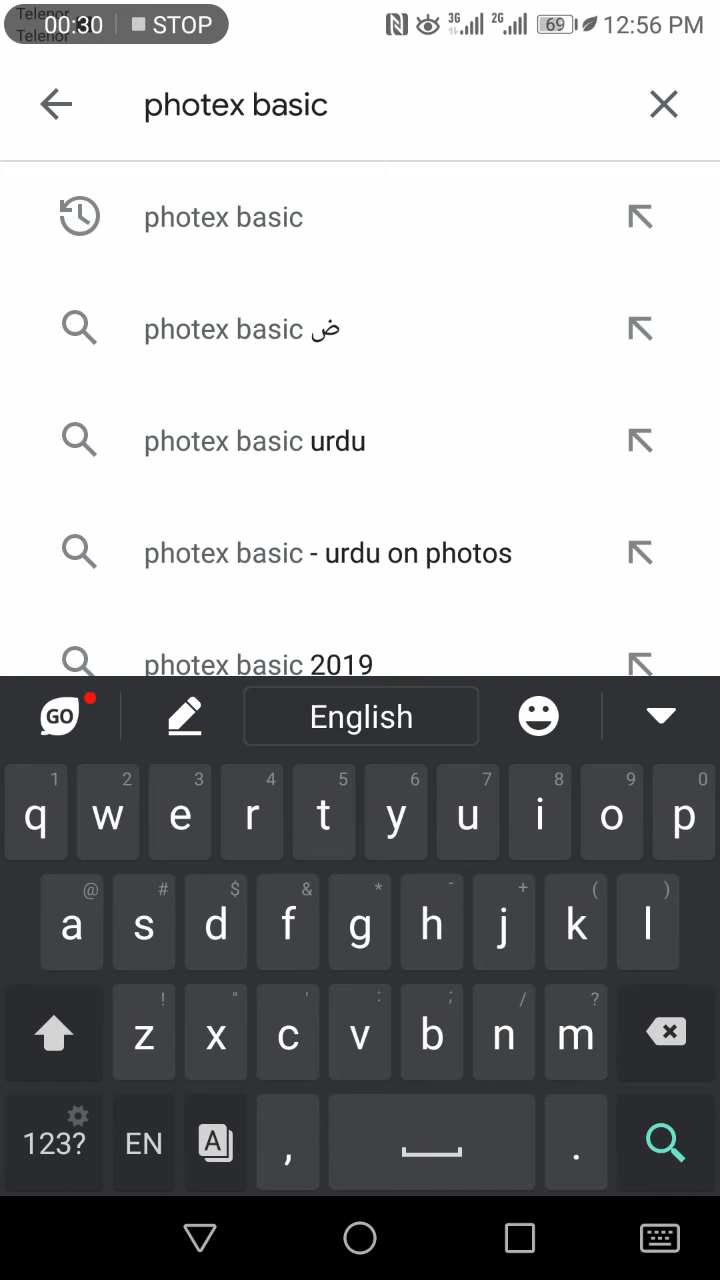 Telenor
Telenor
00:30 STOP 3G 2G 69 12:56 PM
photex basic
photex basic
photex basic ض
photex basic urdu
photex basic - urdu on photos
photex basic 2019
GO English
1 2 3 4 5 6 7 8 9 0
q w e r t y u i o p
@ # $ & * - + ( )
a s d f g h j k l
! " ' : ; / ?
z x c v b n m
123? EN A , .